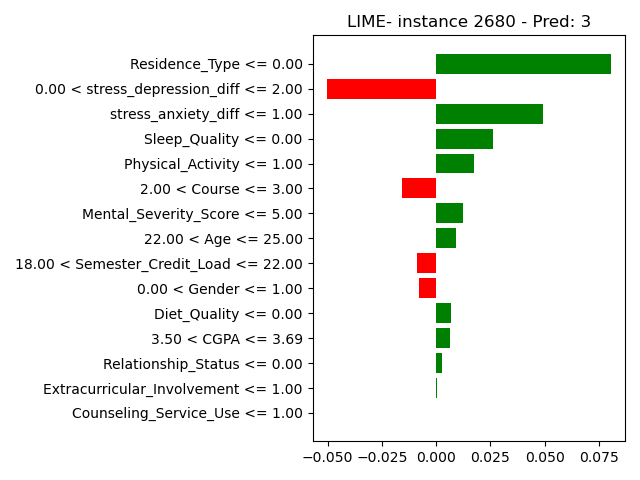 LIME- instance 2680 - Pred: 3
Residence_Type <= 0.00
0.00 < stress_depression_diff <= 2.00
stress_anxiety_diff <= 1.00
Sleep_Quality <= 0.00
Physical_Activity <= 1.00
2.00 < Course <= 3.00
Mental_Severity_Score <= 5.00
22.00 < Age <= 25.00
18.00 < Semester_Credit_Load <= 22.00
0.00 < Gender <= 1.00
Diet_Quality <= 0.00
3.50 < CGPA <= 3.69
Relationship_Status <= 0.00
Extracurricular_Involvement <= 1.00
Counseling_Service_Use <= 1.00
−0.050 −0.025 0.000 0.025 0.050 0.075